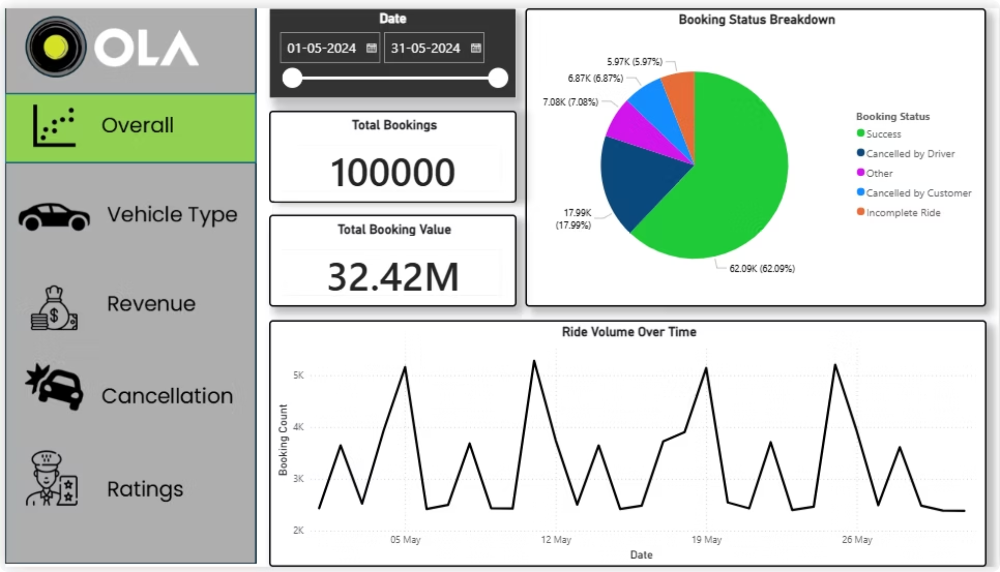 OLA
Overall
Vehicle Type
Revenue
$
Cancellation
Ratings
Date
01-05-2024
31-05-2024
Total Bookings
100000
Total Booking Value
32.42M
Booking Status Breakdown
5.97K (5.97%)
6.87K (6.87%)
7.08K (7.08%)
17.99K
(17.99%)
62.09K (62.09%)
Booking Status
Success
Cancelled by Driver
Other
Cancelled by Customer
Incomplete Ride
Ride Volume Over Time
Booking Count
5K
4K
3K
2K
05 May
12 May
19 May
26 May
Date